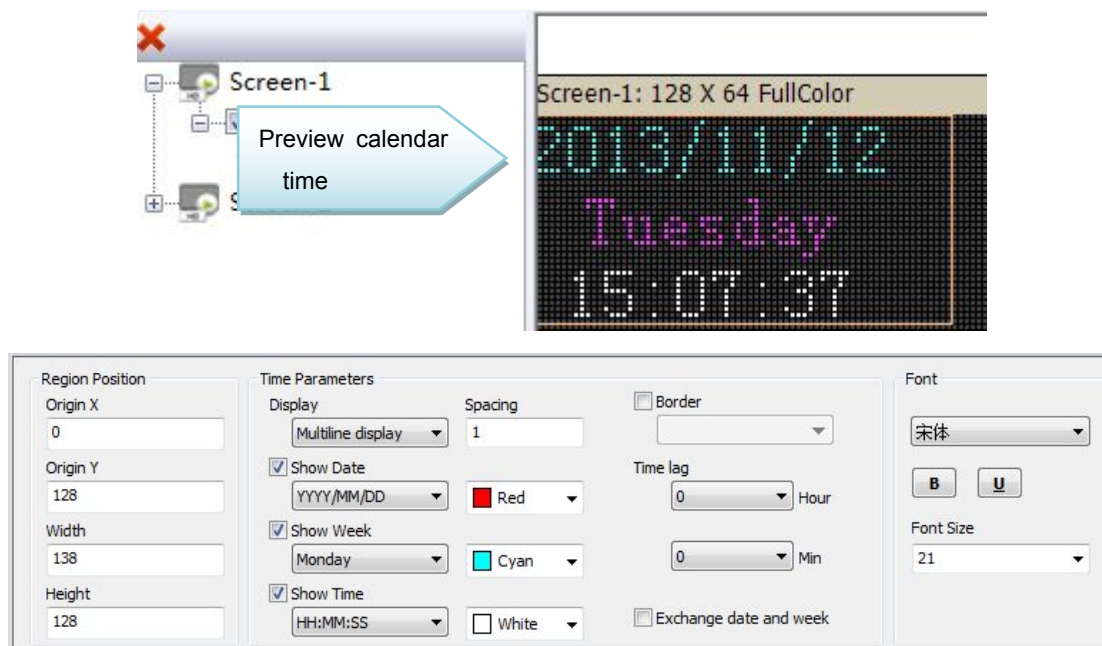 Screen-1
Preview calendar
time
Screen-1: 128 X 64 FullColor
2013/11/12
Tuesday
15:07:37
Region Position
Origin X
0
Origin Y
128
Width
138
Height
128
Time Parameters
Display
Spacing
Multiline display
1
Show Date
YYYY/MM/DD
Red
Show Week
Monday
Cyan
Show Time
HH:MM:SS
White
Border
Time lag
0
Hour
0
Min
Exchange date and week
Font
宋体
B
U
Font Size
21